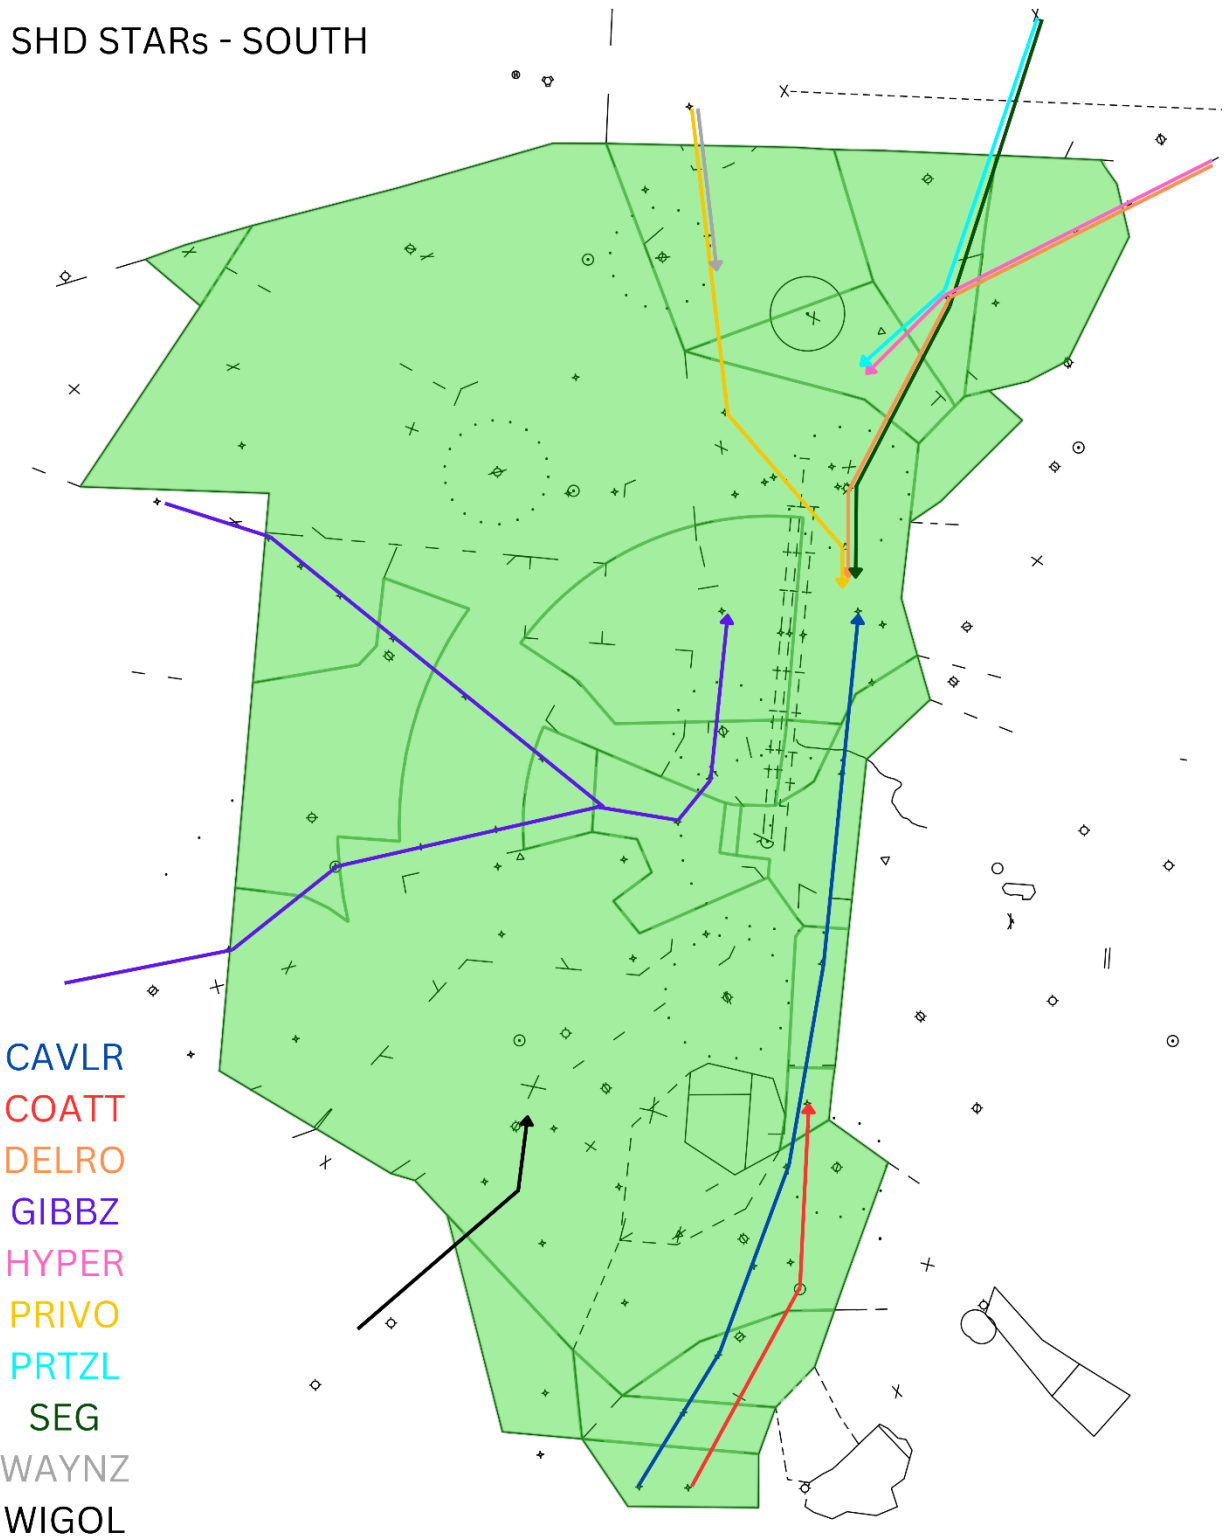 SHD STARs - SOUTH
CAVLR
COATT
DELRO
GIBBZ
HYPER
PRIVO
PRTZL
SEG
WAYNZ
WIGOL